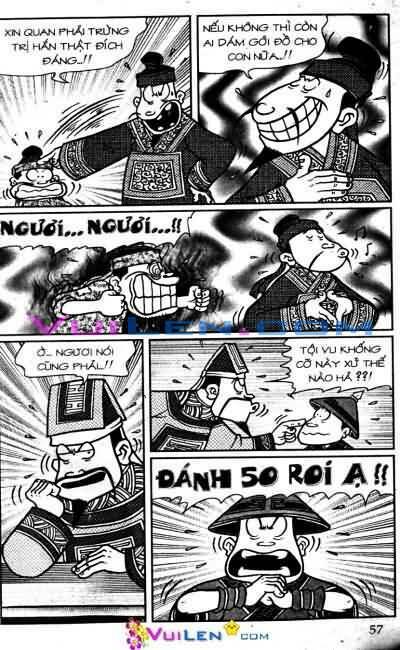 XIN QUAN PHẢI TRỪNG
TRỊ HẮN THẬT ĐÍCH
ĐÁNG..!!
NẾU KHÔNG THÌ CÒN
AI DÁM GỞI ĐỒ CHO
CON NỮA..!!
NGƯƠI... NGƯƠI...!!
VUILEN.COM
Ờ.. NGƯƠI NÓI
CŨNG PHẢI..!!
TỘI VU KHỐNG
CỠ NÀY XỬ THẾ
NÀO HẢ ??!
ĐÁNH 50 ROI Ạ !!
57
VUILEN.COM